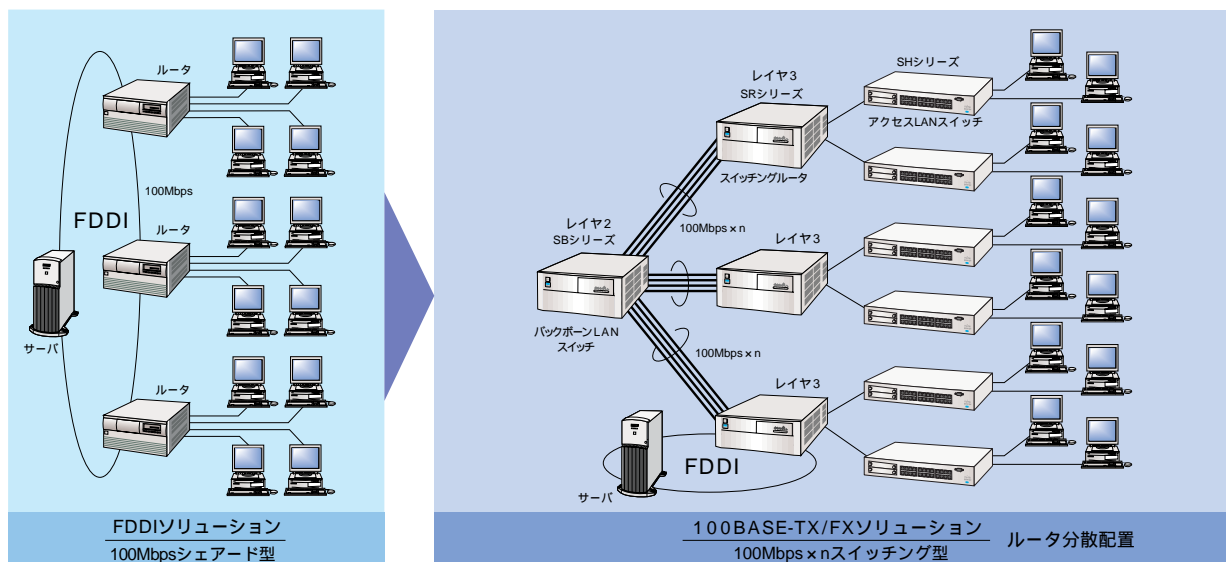 ルータ
100Mbps
FDDI
ルータ
サーバ
ルータ
FDDIソリューション
100Mbpsシェアード型
レイヤ3
SRシリーズ
SHシリーズ
アクセスLANスイッチ
スイッチングルータ
100Mbps×n
レイヤ2
SBシリーズ
レイヤ3
バックボーンLAN
スイッチ
100Mbps×n
レイヤ3
FDDI
サーバ
100BASE-TX/FXソリューション
100Mbps×nスイッチング型
ルータ分散配置